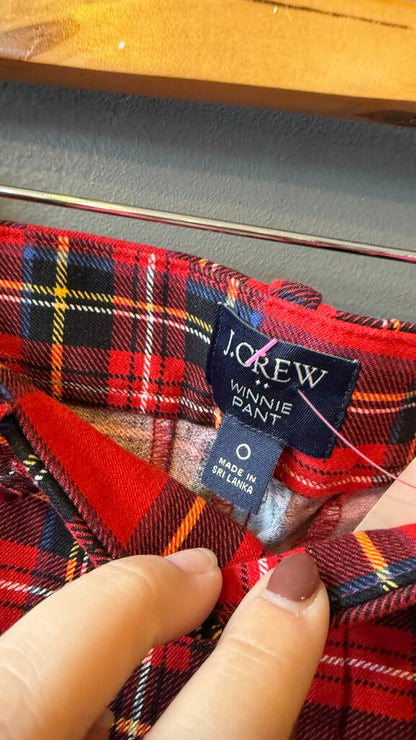 J.CREW
WINNIE
PANT
0
MADE IN
SRI LANKA